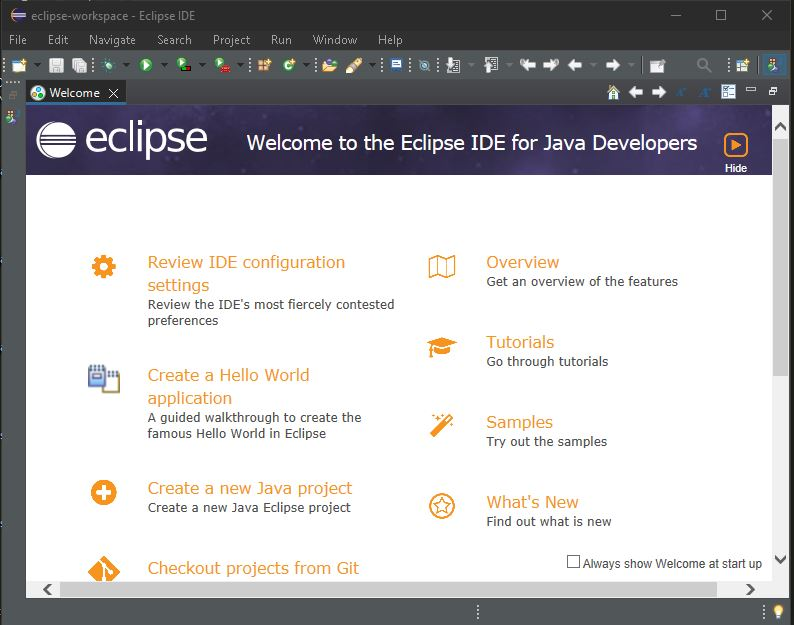 eclipse-workspace - Eclipse IDE
File Edit Navigate Search Project Run Window Help
Welcome
eclipse
Welcome to the Eclipse IDE for Java Developers
Hide
Review IDE configuration
settings
Review the IDE's most fiercely contested
preferences
Create a Hello World
application
A guided walkthrough to create the
famous Hello World in Eclipse
Create a new Java project
Create a new Java Eclipse project
Checkout projects from Git
Overview
Get an overview of the features
Tutorials
Go through tutorials
Samples
Try out the samples
What's New
Find out what is new
Always show Welcome at start up